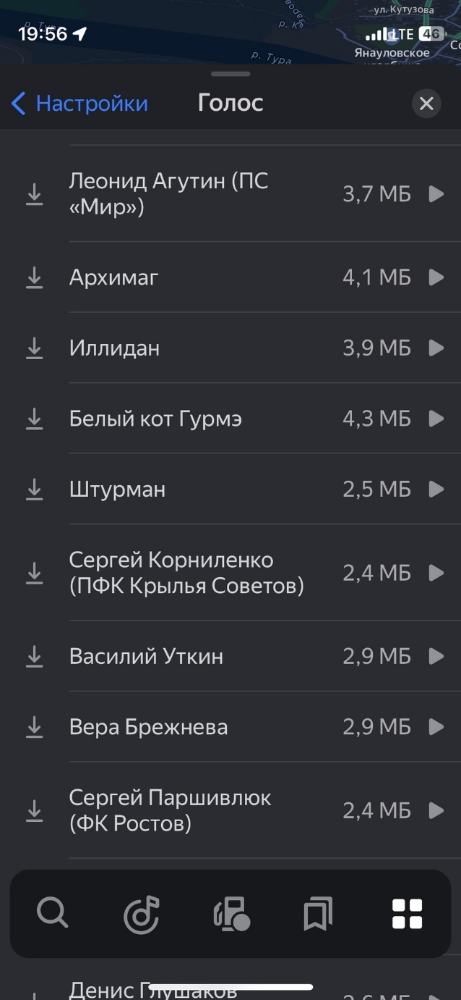 ул. Кутузова
р. Тура
19:56
LTE
46
р. Тура
Янауловское
Настройки
Голос
Леонид Агутин (ПС
«Мир»)
3,7 МБ
Архимаг
4,1 МБ
Иллидан
3,9 МБ
Белый кот Гурмэ
4,3 МБ
Штурман
2,5 МБ
Сергей Корниленко
(ПФК Крылья Советов)
2,4 МБ
Василий Уткин
2,9 МБ
Вера Брежнева
2,9 МБ
Сергей Паршивлюк
(ФК Ростов)
2,4 МБ
Денис Глушаков